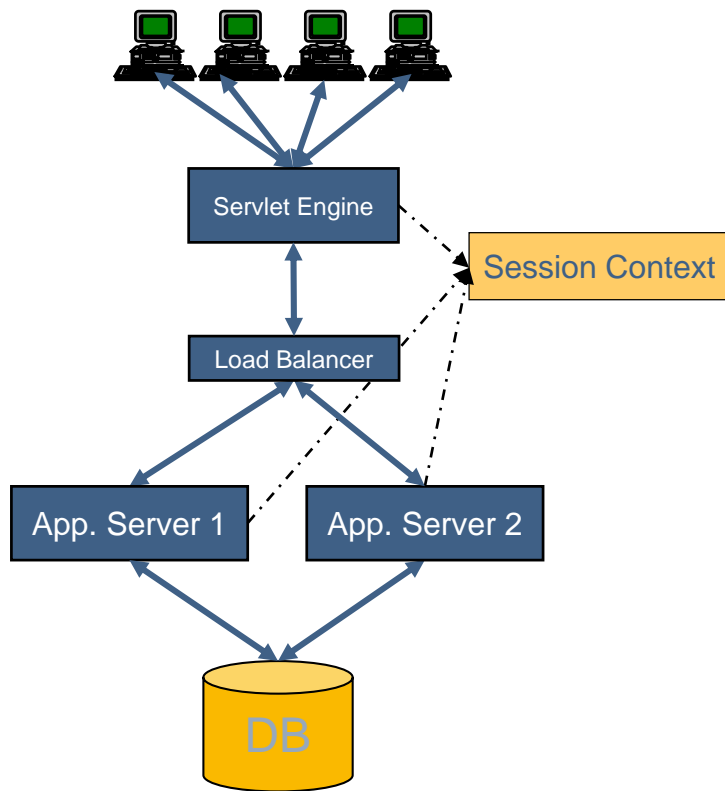 Servlet Engine
Session Context
Load Balancer
App. Server 1
App. Server 2
DB